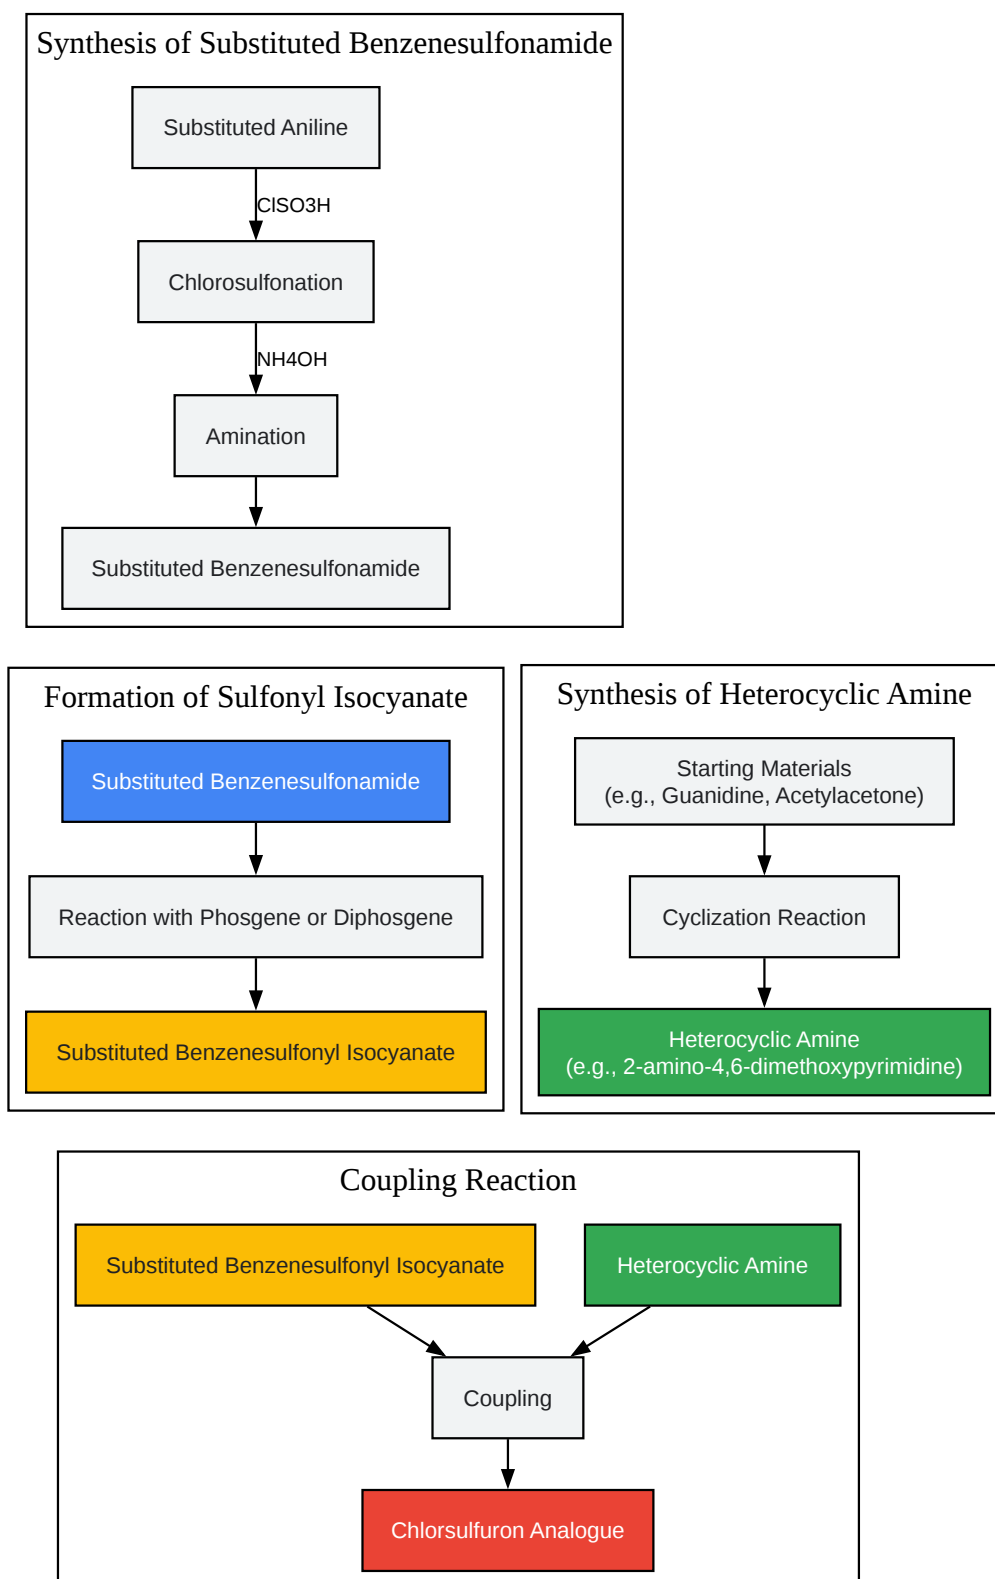 Synthesis of Substituted Benzenesulfonamide
Substituted Aniline
ClSO3H
Chlorosulfonation
NH4OH
Amination
Substituted Benzenesulfonamide
Formation of Sulfonyl Isocyanate
Substituted Benzenesulfonamide
Reaction with Phosgene or Diphosgene
Substituted Benzenesulfonyl Isocyanate
Synthesis of Heterocyclic Amine
Starting Materials
(e.g., Guanidine, Acetylacetone)
Cyclization Reaction
Heterocyclic Amine
(e.g., 2-amino-4,6-dimethoxypyrimidine)
Coupling Reaction
Substituted Benzenesulfonyl Isocyanate
Heterocyclic Amine
Coupling
Chlorsulfuron Analogue